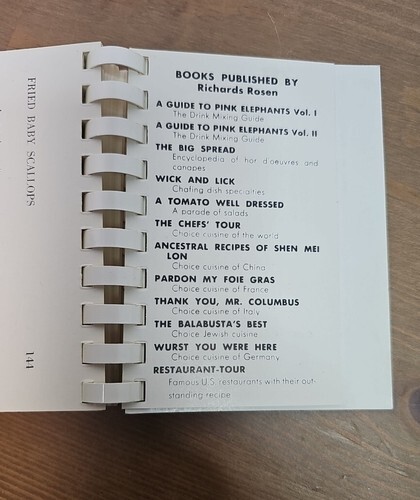 FRIED BABY SCALLOPS
144
BOOKS PUBLISHED BY
Richards Rosen
A GUIDE TO PINK ELEPHANTS Vol. I
The Drink Mixing Guide
A GUIDE TO PINK ELEPHANTS Vol. II
The Drink Mixing Guide
THE BIG SPREAD
Encyclopedia of hor d'oeuvres and
canapes
WICK AND LICK
Chafing dish specialties
A TOMATO WELL DRESSED
A parade of salads
THE CHEFS' TOUR
Choice cuisine of the world
ANCESTRAL RECIPES OF SHEN MEI
LON
Choice cuisine of China
PARDON MY FOIE GRAS
Choice cuisine of France
THANK YOU, MR. COLUMBUS
Choice cuisine of Italy
THE BALABUSTA'S BEST
Choice Jewish cuisine
WURST YOU WERE HERE
Choice cuisine of Germany
RESTAURANT-TOUR
Famous U.S. restaurants with their out-
standing recipe